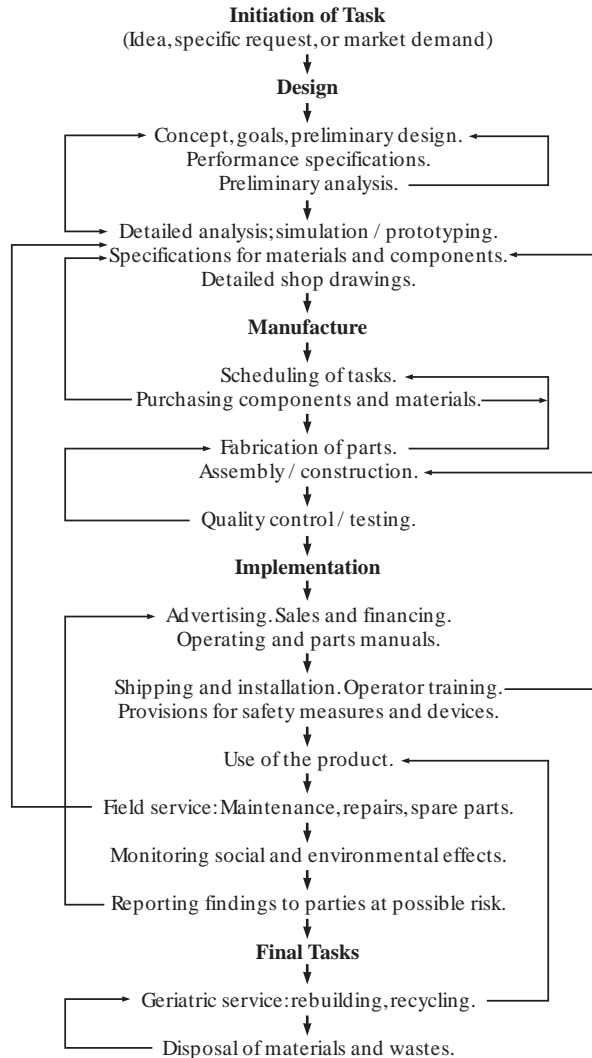 Initiation of Task
(Idea, specific request, or market demand)
Design
Concept, goals, preliminary design.
Performance specifications.
Preliminary analysis.
Detailed analysis; simulation / prototyping.
Specifications for materials and components.
Detailed shop drawings.
Manufacture
Scheduling of tasks.
Purchasing components and materials.
Fabrication of parts.
Assembly / construction.
Quality control / testing.
Implementation
Advertising. Sales and financing.
Operating and parts manuals.
Shipping and installation. Operator training.
Provisions for safety measures and devices.
Use of the product.
Field service: Maintenance, repairs, spare parts.
Monitoring social and environmental effects.
Reporting findings to parties at possible risk.
Final Tasks
Geriatric service: rebuilding, recycling.
Disposal of materials and wastes.